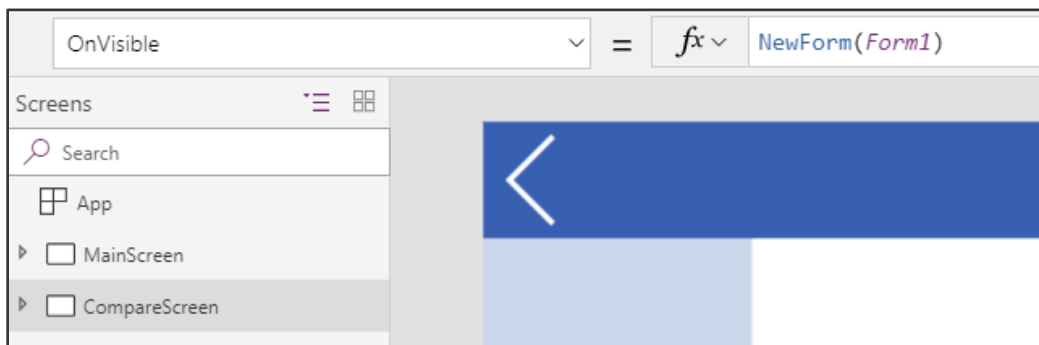 OnVisible = fx NewForm(Form1)
Screens
Search
App
MainScreen
CompareScreen